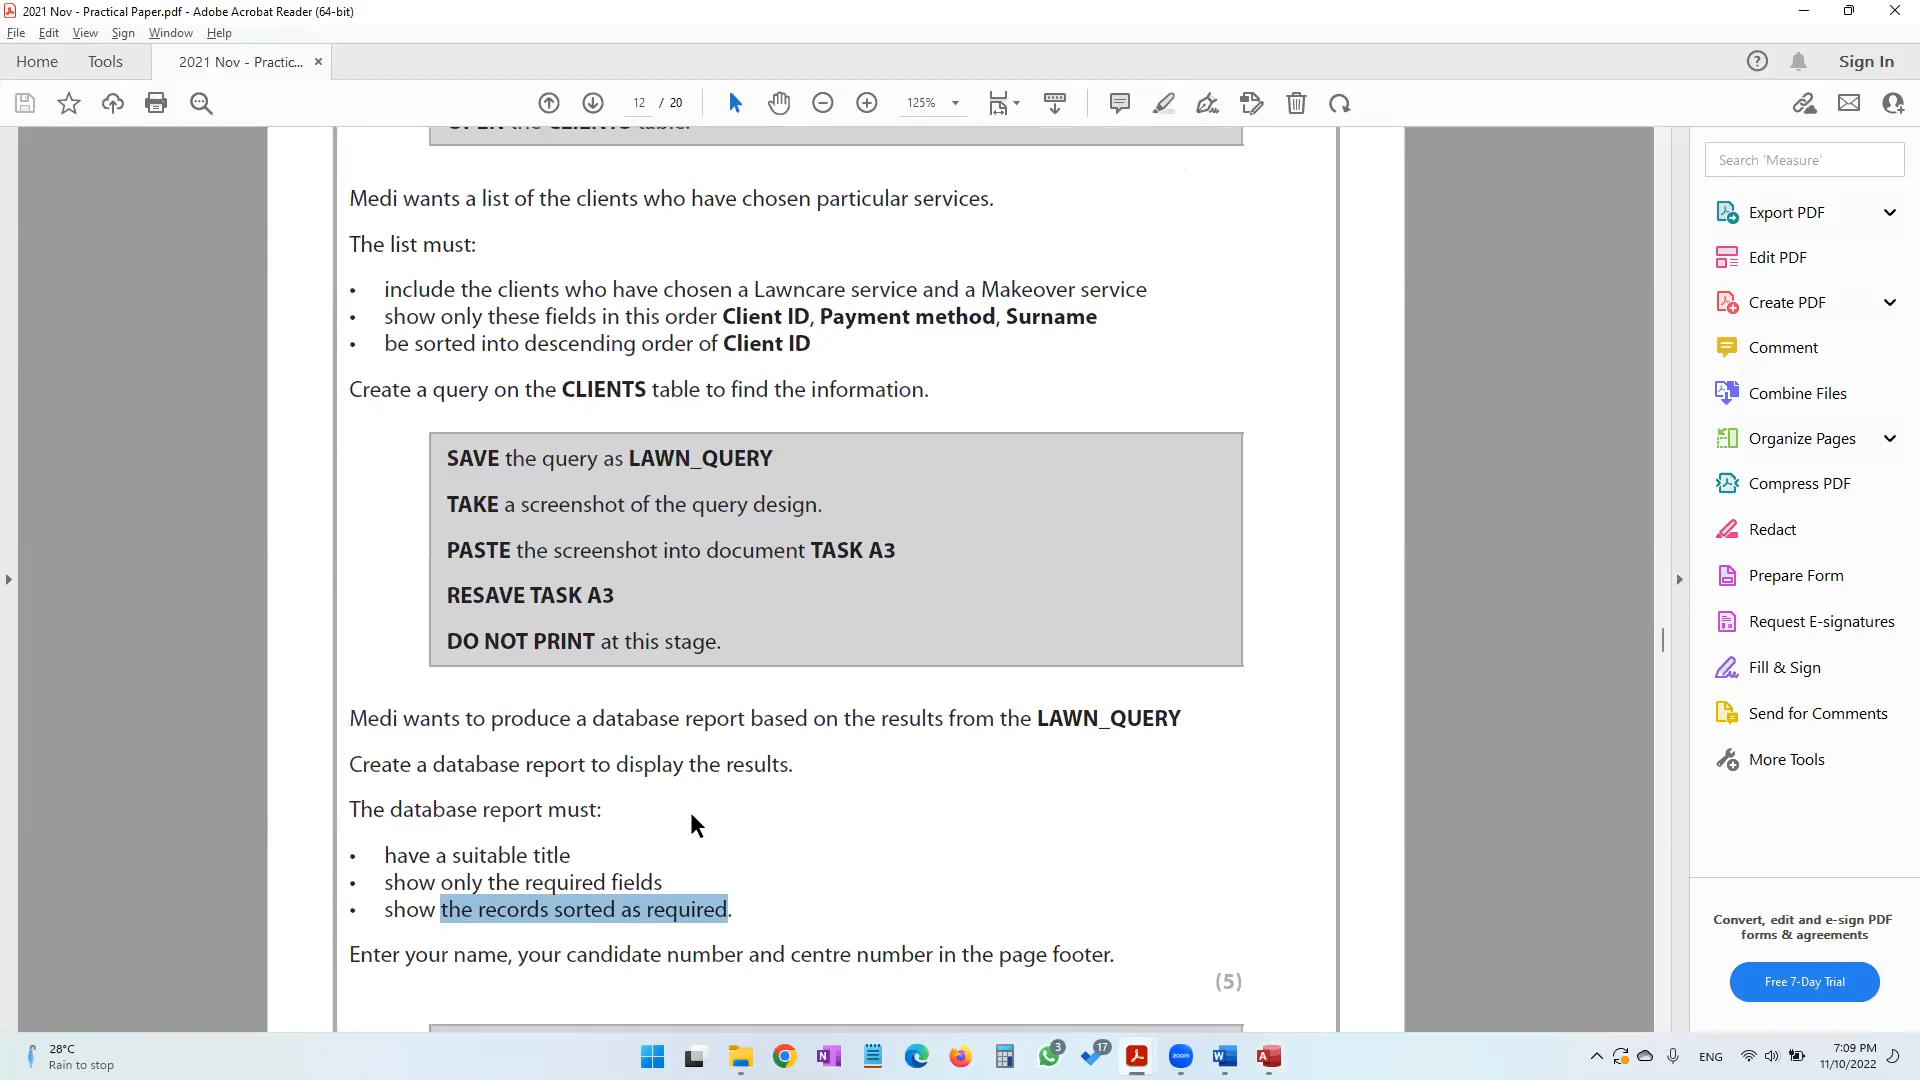 2021 Nov - Practical Paper.pdf - Adobe Acrobat Reader (64-bit)
File Edit View Sign Window Help
Home Tools 2021 Nov - Practic... × Sign In
12 / 20 125%
OPEN the CLIENTS table.
Medi wants a list of the clients who have chosen particular services.
The list must:
• include the clients who have chosen a Lawncare service and a Makeover service
• show only these fields in this order Client ID, Payment method, Surname
• be sorted into descending order of Client ID
Create a query on the CLIENTS table to find the information.
SAVE the query as LAWN_QUERY
TAKE a screenshot of the query design.
PASTE the screenshot into document TASK A3
RESAVE TASK A3
DO NOT PRINT at this stage.
Medi wants to produce a database report based on the results from the LAWN_QUERY
Create a database report to display the results.
The database report must:
• have a suitable title
• show only the required fields
• show the records sorted as required.
Enter your name, your candidate number and centre number in the page footer.
(5)
Search 'Measure'
Export PDF
Edit PDF
Create PDF
Comment
Combine Files
Organize Pages
Compress PDF
Redact
Prepare Form
Request E-signatures
Fill & Sign
Send for Comments
More Tools
Convert, edit and e-sign PDF
forms & agreements
Free 7-Day Trial
28°C
Rain to stop
3
17
zoom
ENG
7:09 PM
11/10/2022